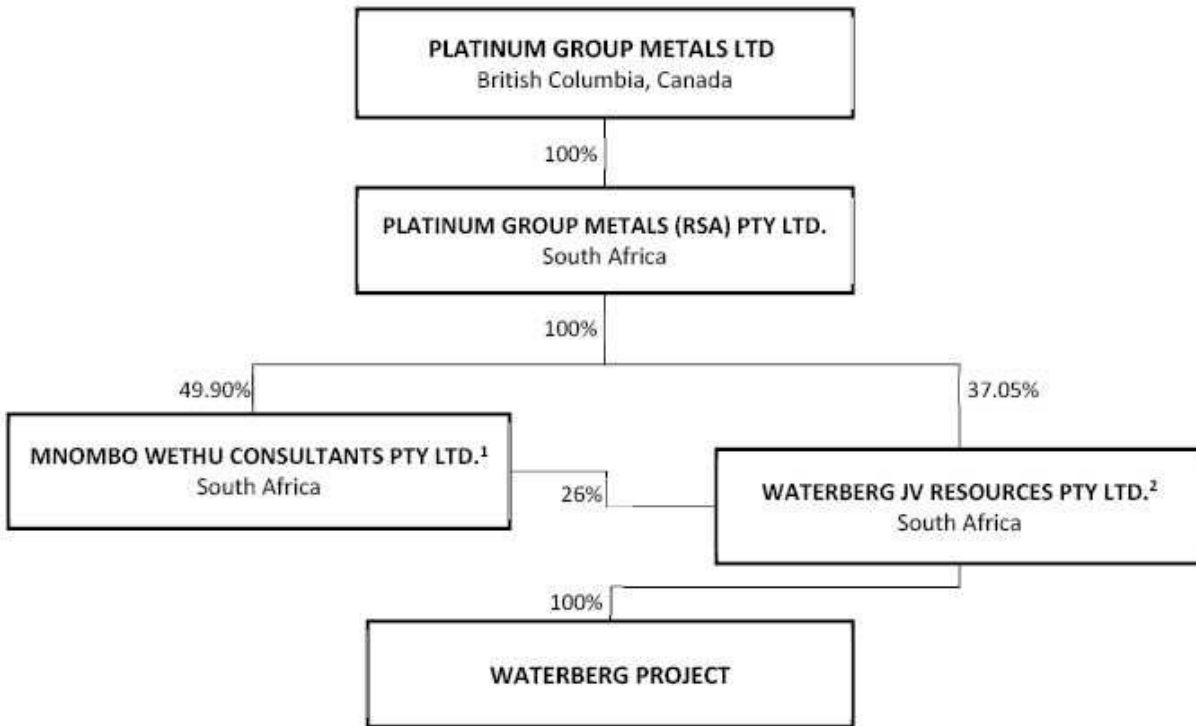 PLATINUM GROUP METALS LTD
British Columbia, Canada
100%
PLATINUM GROUP METALS (RSA) PTY LTD.
South Africa
100%
49.90%
37.05%
MNOMBO WETHU CONSULTANTS PTY LTD.¹
South Africa
26%
WATERBERG JV RESOURCES PTY LTD.²
South Africa
100%
WATERBERG PROJECT